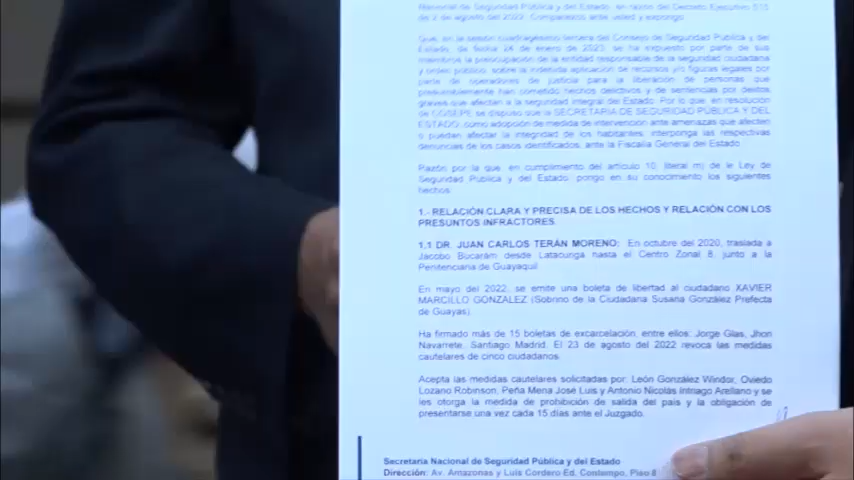 Nacional de Seguridad Pública y del Estado, en razón del Decreto Ejecutivo 515
de 2 de agosto del 2022. Comparezco ante usted y expongo:
Que, en la sesión cuadragésimo tercera del Consejo de Seguridad Pública y del
Estado, de fecha 24 de enero de 2023, se ha expuesto por parte de sus
miembros la preocupación de la entidad responsable de la seguridad ciudadana
y orden público, sobre la indebida aplicación de recursos y/o figuras legales por
parte de operadores de justicia para la liberación de personas que
presumiblemente han cometido hechos delictivos y de sentencias por delitos
graves que afectan a la seguridad integral del Estado. Por lo que, en resolución
de COSEPE se dispuso que la SECRETARIA DE SEGURIDAD PÚBLICA Y DEL
ESTADO, como adopción de medida de intervención ante amenazas que afecten
o puedan afectar la integridad de los habitantes, interponga las respectivas
denuncias de los casos identificados, ante la Fiscalía General del Estado.
Razón por la que, en cumplimiento del artículo 10, literal m) de le Ley de
Seguridad Pública y del Estado, pongo en su conocimiento los siguientes
hechos:
1.- RELACIÓN CLARA Y PRECISA DE LOS HECHOS Y RELACIÓN CON LOS
PRESUNTOS INFRACTORES.
1.1 DR. JUAN CARLOS TERÁN MORENO: En octubre del 2020, traslada a
Jacobo Bucarám desde Latacunga hasta el Centro Zonal 8, junto a la
Penitenciaria de Guayaquil.
En mayo del 2022, se emite una boleta de libertad al ciudadano XAVIER
MARCILLO GONZÁLEZ (Sobrino de la Ciudadana Susana González Prefecta
de Guayas).
Ha firmado más de 15 boletas de excarcelación, entre ellos: Jorge Glas, Jhon
Navarrete, Santiago Madrid. El 23 de agosto del 2022 revoca las medidas
cautelares de cinco ciudadanos.
Acepta las medidas cautelares solicitadas por: León González Windor, Oviedo
Lozano Robinson, Peña Mena José Luis y Antonio Nicolas Intriago Arellano y se
les otorga la medida de prohibición de salida del país y la obligación de
presentarse una vez cada 15 días ante el Juzgado.
Secretaría Nacional de Seguridad Pública y del Estado
Dirección: Av. Amazonas y Luis Cordero Ed. Contempo, Piso 8